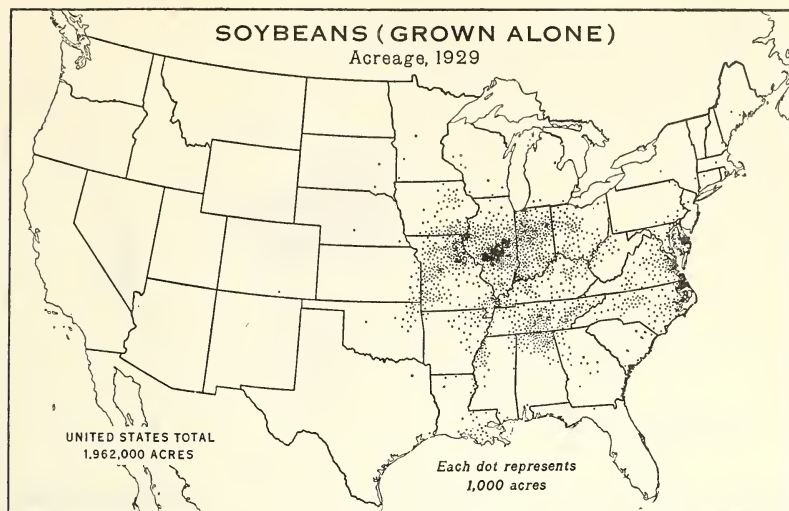 SOYBEANS (GROWN ALONE)
Acreage, 1929
UNITED STATES TOTAL
1,962,000 ACRES
Each dot represents
1,000 acres